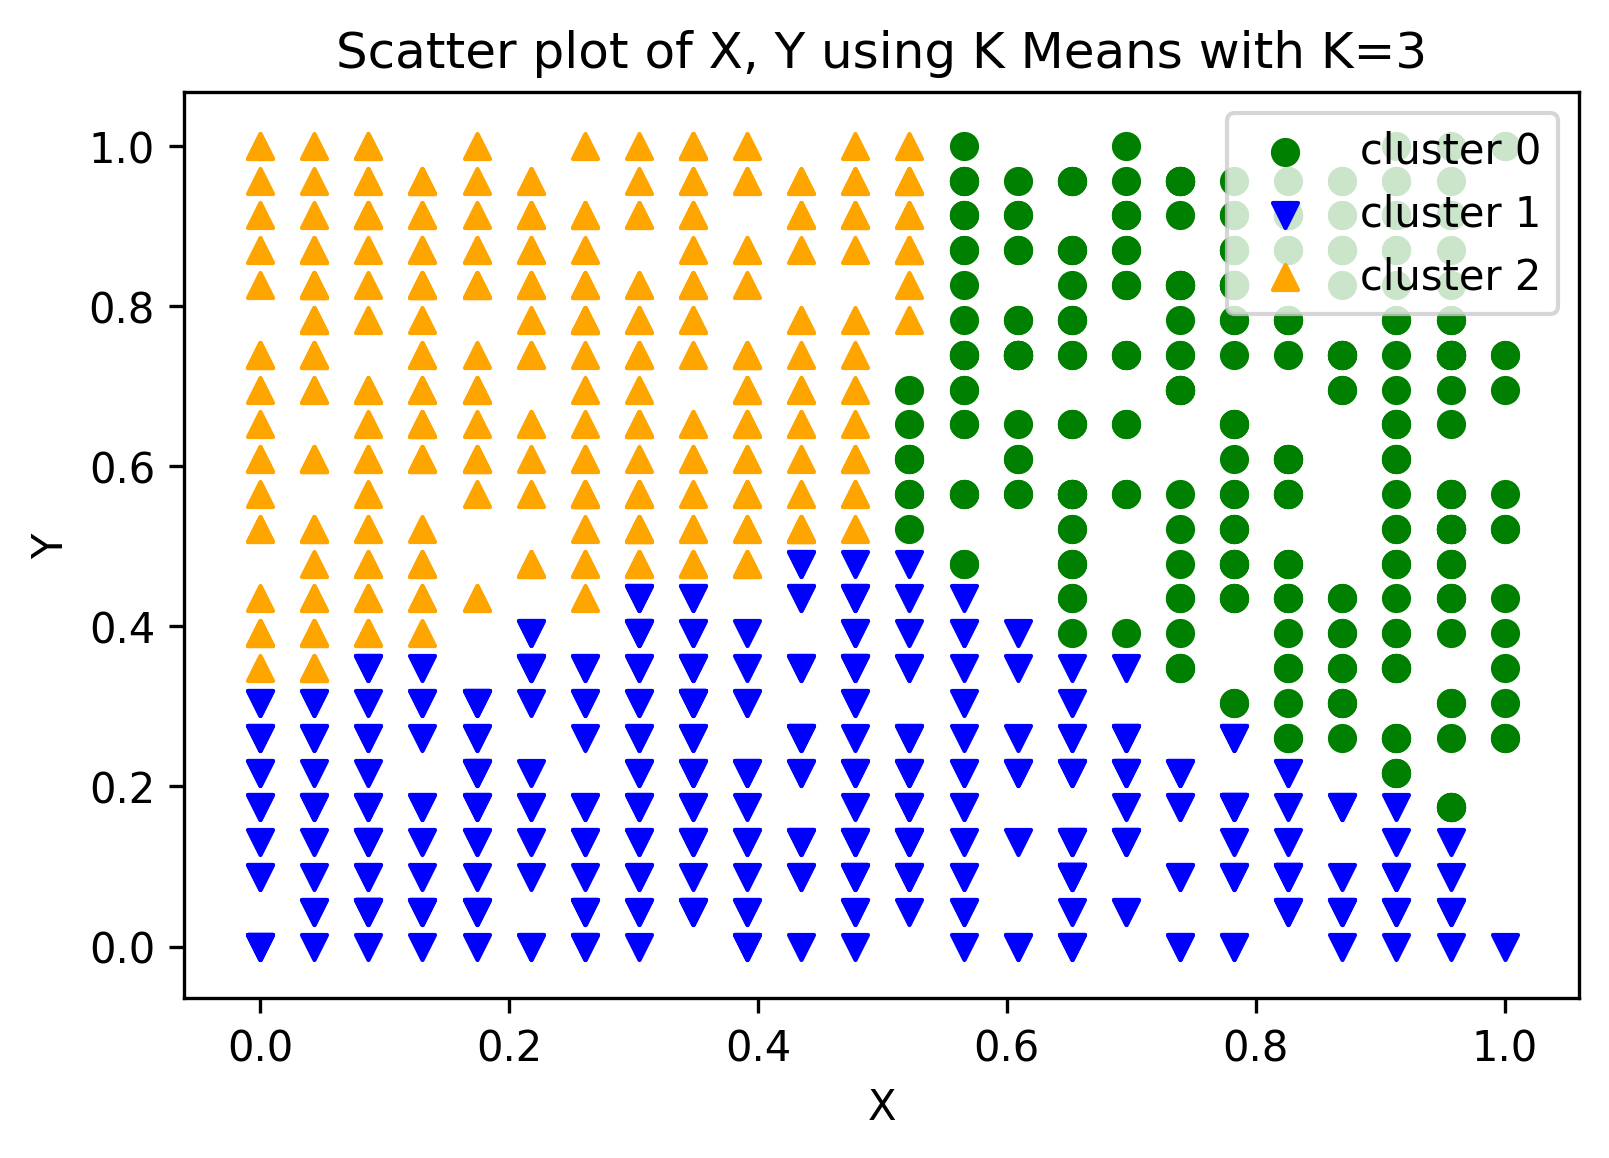 Scatter plot of X, Y using K Means with K=3
cluster 0
cluster 1
cluster 2
1.0
0.8
0.6
0.4
0.2
0.0
Y
0.0 0.2 0.4 0.6 0.8 1.0
X